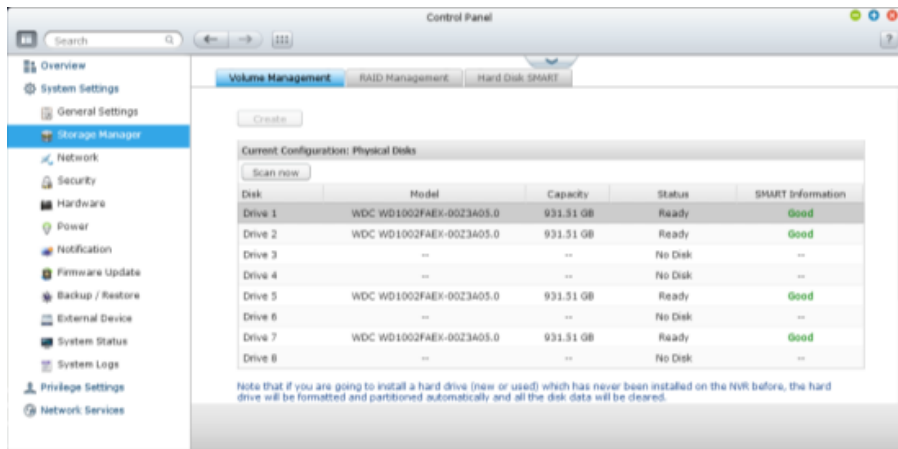 Control Panel
Search
?
Overview
System Settings
General Settings
Storage Manager
Network
Security
Hardware
Power
Notification
Firmware Update
Backup / Restore
External Device
System Status
System Logs
Privilege Settings
Network Services
Volume Management RAID Management Hard Disk SMART
Create
Current Configuration: Physical Disks
Scan now
Disk Model Capacity Status SMART Information
Drive 1 WDC WD1002FAEX-00Z3A05.0 931.51 GB Ready Good
Drive 2 WDC WD1002FAEX-00Z3A05.0 931.51 GB Ready Good
Drive 3 -- -- No Disk --
Drive 4 -- -- No Disk --
Drive 5 WDC WD1002FAEX-00Z3A05.0 931.51 GB Ready Good
Drive 6 -- -- No Disk --
Drive 7 WDC WD1002FAEX-00Z3A05.0 931.51 GB Ready Good
Drive 8 -- -- No Disk --
Note that if you are going to install a hard drive (new or used) which has never been installed on the NVR before, the hard
drive will be formatted and partitioned automatically and all the disk data will be cleared.